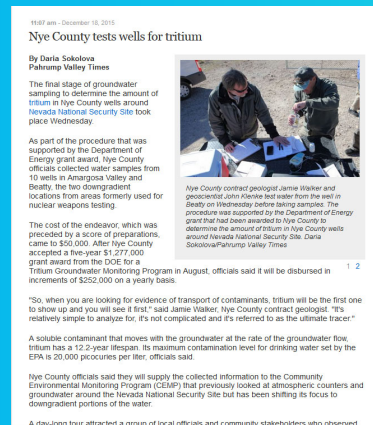 11:07 am - December 18, 2015
Nye County tests wells for tritium
By Daria Sokolova
Pahrump Valley Times
The final stage of groundwater
sampling to determine the amount of
tritium in Nye County wells around
Nevada National Security Site took
place Wednesday.
As part of the procedure that was
supported by the Department of
Energy grant award, Nye County
officials collected water samples from
10 wells in Amargosa Valley and
Beatty, the two downgradient
locations from areas formerly used for
nuclear weapons testing.
The cost of the endeavor, which was
preceded by a score of preparations,
came to $50,000. After Nye County
accepted a five-year $1,277,000
grant award from the DOE for a
Tritium Groundwater Monitoring Program in August, officials said it will be disbursed in
increments of $252,000 on a yearly basis.
Nye County contract geologist Jamie Walker and
geoscientist John Klenke test water from the well in
Beatty on Wednesday before taking samples. The
procedure was supported by the Department of Energy
grant that had been awarded to Nye County to
determine the amount of tritium in Nye County wells
around Nevada National Security Site. Daria
Sokolova/Pahrump Valley Times
1 2
"So, when you are looking for evidence of transport of contaminants, tritium will be the first one
to show up and you will see it first," said Jamie Walker, Nye County contract geologist. "It's
relatively simple to analyze for, it's not complicated and it's referred to as the ultimate tracer."
A soluble contaminant that moves with the groundwater at the rate of the groundwater flow,
tritium has a 12.2-year lifespan. Its maximum contamination level for drinking water set by the
EPA is 20,000 picocuries per liter, officials said.
Nye County officials said they will supply the collected information to the Community
Environmental Monitoring Program (CEMP) that previously looked at atmospheric counters and
groundwater around the Nevada National Security Site but has been shifting its focus to
downgradient portions of the water.
A day-long tour attracted a group of local officials and community stakeholders who observed